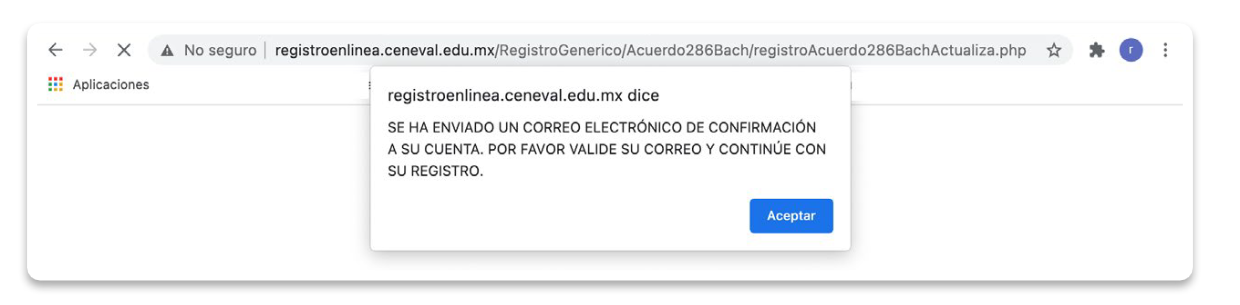 No seguro | registroenlinea.ceneval.edu.mx/RegistroGenerico/Acuerdo286Bach/registroAcuerdo286BachActualiza.php
r
Aplicaciones
registroenlinea.ceneval.edu.mx dice
SE HA ENVIADO UN CORREO ELECTRÓNICO DE CONFIRMACIÓN
A SU CUENTA. POR FAVOR VALIDE SU CORREO Y CONTINÚE CON
SU REGISTRO.
Aceptar